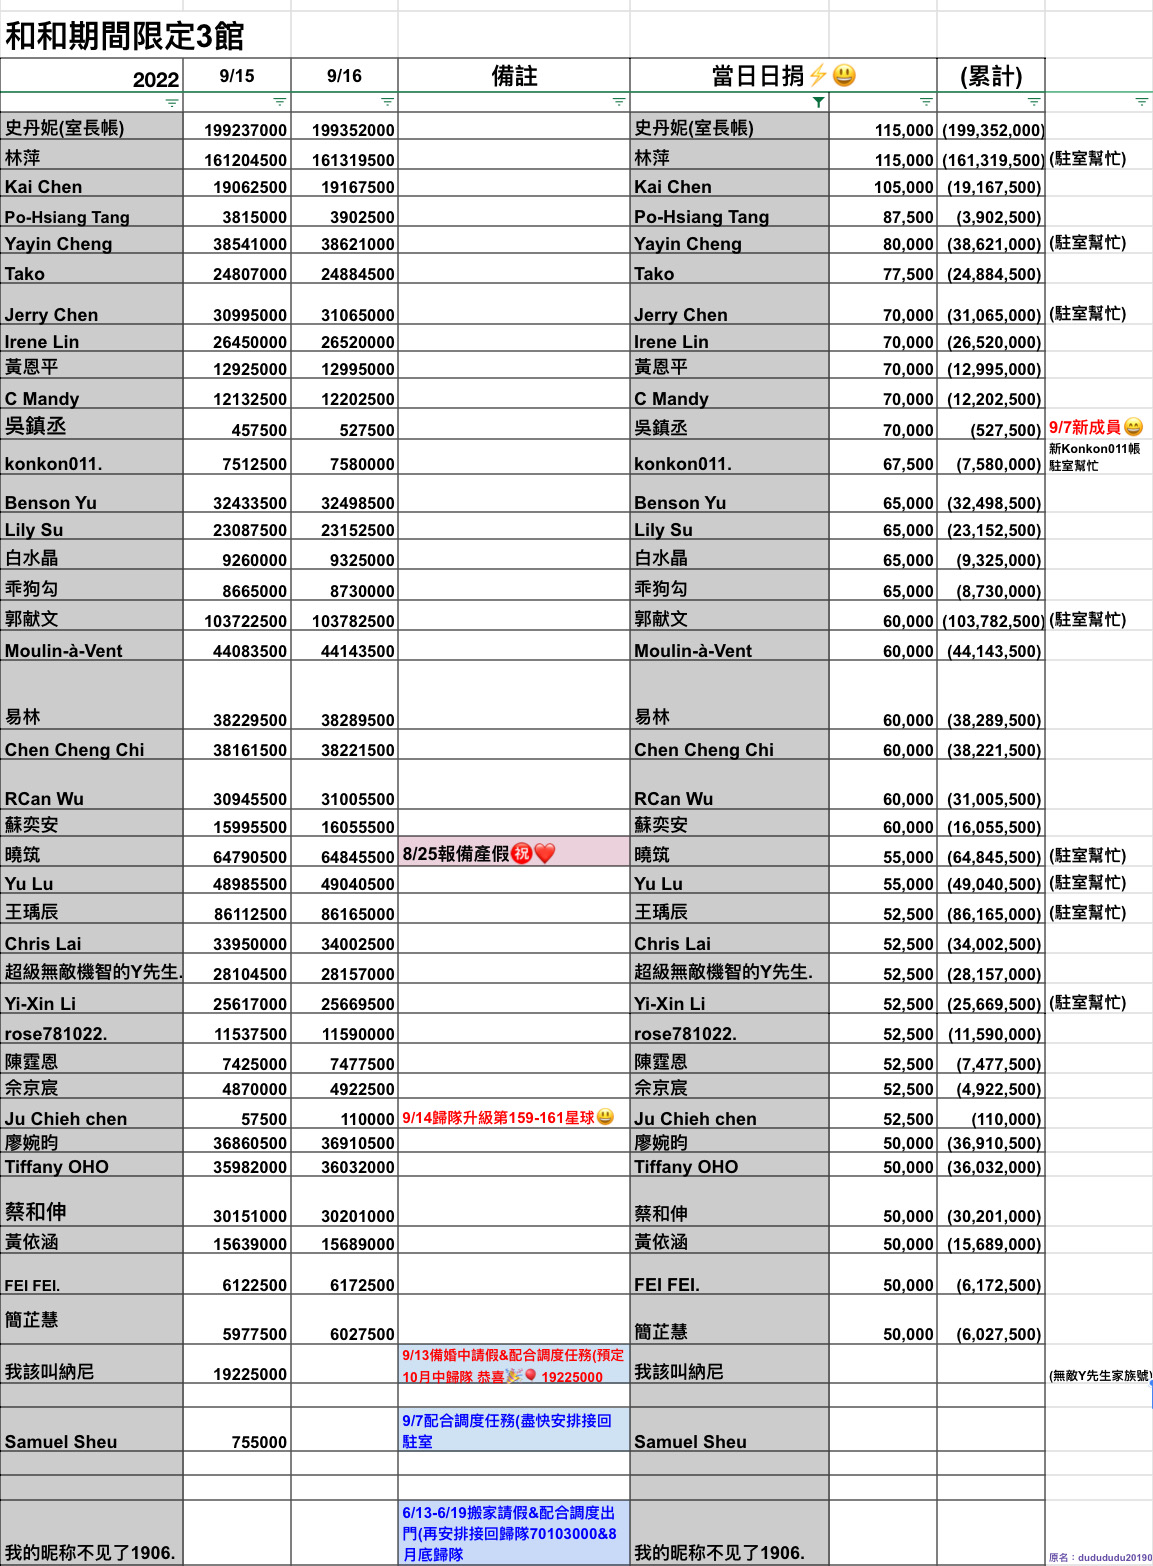 和和期間限定3館
2022 9/15 9/16 備註 當日日捐⚡😃 (累計)
史丹妮(室長帳) 199237000 199352000 史丹妮(室長帳) 115,000 (199,352,000)
林萍 161204500 161319500 林萍 115,000 (161,319,500) (駐室幫忙)
Kai Chen 19062500 19167500 Kai Chen 105,000 (19,167,500)
Po-Hsiang Tang 3815000 3902500 Po-Hsiang Tang 87,500 (3,902,500)
Yayin Cheng 38541000 38621000 Yayin Cheng 80,000 (38,621,000) (駐室幫忙)
Tako 24807000 24884500 Tako 77,500 (24,884,500)
Jerry Chen 30995000 31065000 Jerry Chen 70,000 (31,065,000) (駐室幫忙)
Irene Lin 26450000 26520000 Irene Lin 70,000 (26,520,000)
黃恩平 12925000 12995000 黃恩平 70,000 (12,995,000)
C Mandy 12132500 12202500 C Mandy 70,000 (12,202,500)
吳鎮丞 457500 527500 吳鎮丞 70,000 (527,500) 9/7新成員😄
konkon011. 7512500 7580000 konkon011. 67,500 (7,580,000) 新Konkon011帳
駐室幫忙
Benson Yu 32433500 32498500 Benson Yu 65,000 (32,498,500)
Lily Su 23087500 23152500 Lily Su 65,000 (23,152,500)
白水晶 9260000 9325000 白水晶 65,000 (9,325,000)
乖狗勾 8665000 8730000 乖狗勾 65,000 (8,730,000)
郭献文 103722500 103782500 郭献文 60,000 (103,782,500) (駐室幫忙)
Moulin-à-Vent 44083500 44143500 Moulin-à-Vent 60,000 (44,143,500)
易林 38229500 38289500 易林 60,000 (38,289,500)
Chen Cheng Chi 38161500 38221500 Chen Cheng Chi 60,000 (38,221,500)
RCan Wu 30945500 31005500 RCan Wu 60,000 (31,005,500)
蘇奕安 15995500 16055500 蘇奕安 60,000 (16,055,500)
曉筑 64790500 64845500 8/25報備產假㊗️❤️ 曉筑 55,000 (64,845,500) (駐室幫忙)
Yu Lu 48985500 49040500 Yu Lu 55,000 (49,040,500) (駐室幫忙)
王瑀辰 86112500 86165000 王瑀辰 52,500 (86,165,000) (駐室幫忙)
Chris Lai 33950000 34002500 Chris Lai 52,500 (34,002,500)
超級無敵機智的Y先生. 28104500 28157000 超級無敵機智的Y先生. 52,500 (28,157,000)
Yi-Xin Li 25617000 25669500 Yi-Xin Li 52,500 (25,669,500) (駐室幫忙)
rose781022. 11537500 11590000 rose781022. 52,500 (11,590,000)
陳霆恩 7425000 7477500 陳霆恩 52,500 (7,477,500)
佘京宸 4870000 4922500 佘京宸 52,500 (4,922,500)
Ju Chieh chen 57500 110000 9/14歸隊升級第159-161星球😃 Ju Chieh chen 52,500 (110,000)
廖婉昀 36860500 36910500 廖婉昀 50,000 (36,910,500)
Tiffany OHO 35982000 36032000 Tiffany OHO 50,000 (36,032,000)
蔡和伸 30151000 30201000 蔡和伸 50,000 (30,201,000)
黃依涵 15639000 15689000 黃依涵 50,000 (15,689,000)
FEI FEI. 6122500 6172500 FEI FEI. 50,000 (6,172,500)
簡芷慧 5977500 6027500 簡芷慧 50,000 (6,027,500)
我該叫納尼 19225000 9/13備婚中請假&配合調度任務(預定
10月中歸隊 恭喜🎉🎈 19225000 我該叫納尼 (無敵Y先生家族號)
Samuel Sheu 755000 9/7配合調度任務(盡快安排接回
駐室 Samuel Sheu
我的昵称不见了1906. 6/13-6/19搬家請假&配合調度出
門(再安排接回歸隊70103000&8
月底歸隊 我的昵称不见了1906. 原名：dudududu20190